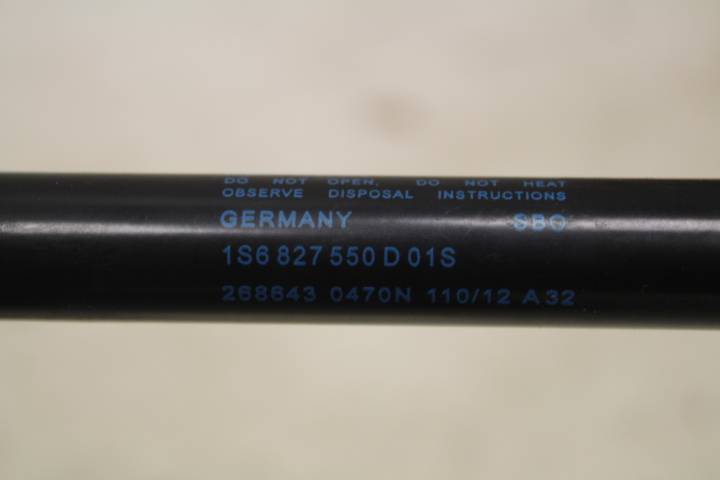 DO NOT OPEN, DO NOT HEAT
OBSERVE DISPOSAL INSTRUCTIONS
GERMANY SBO
1S6 827 550 D 01S
268643 0470N 110/12 A 32